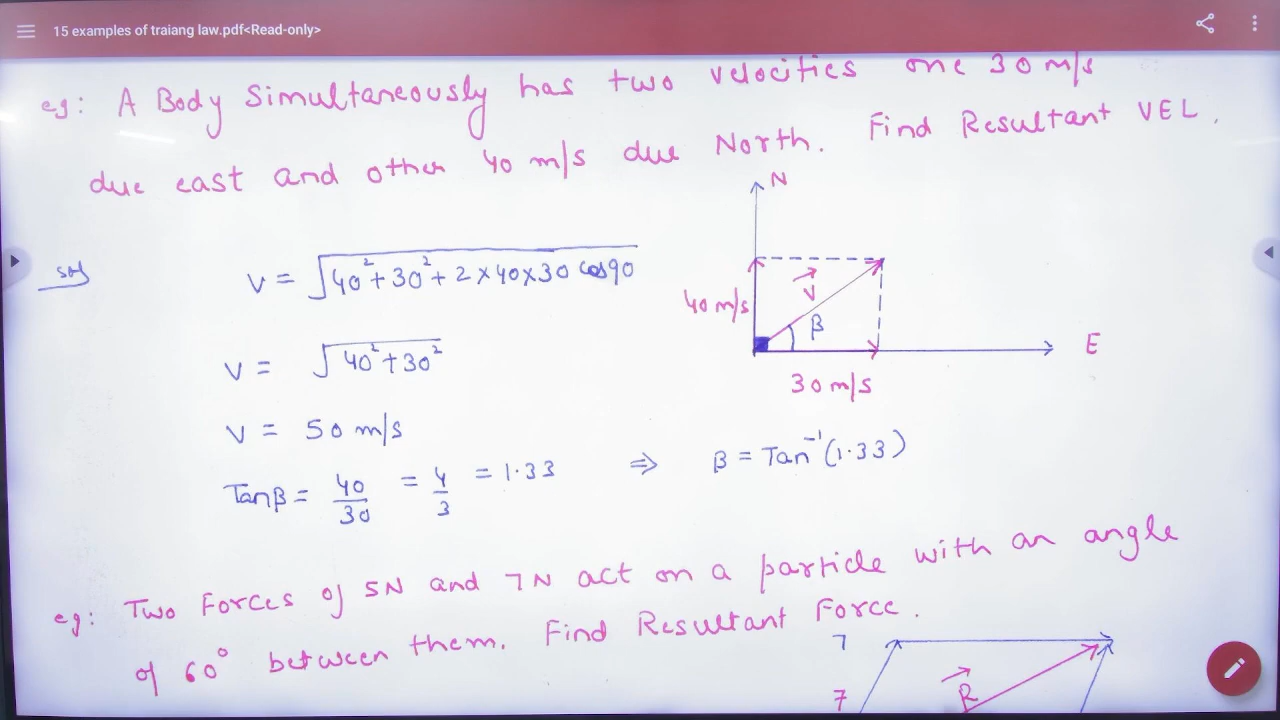 15 examples of traiang law.pdf<Read-only>
eg: A Body Simultaneously has two velocities one 30 m/s
due east and other 40 m/s due North. Find Resultant VEL.
N
sol
V = √40²+30²+2×40×30 cos90
40 m/s
V
β
E
V = √40²+30²
30 m/s
V = 50 m/s
Tanβ = 40/30 = 4/3 = 1.33 ⇒ β = Tan⁻¹(1.33)
eg: Two Forces of 5N and 7N act on a particle with an angle
of 60° between them. Find Resultant Force.
7
R
7